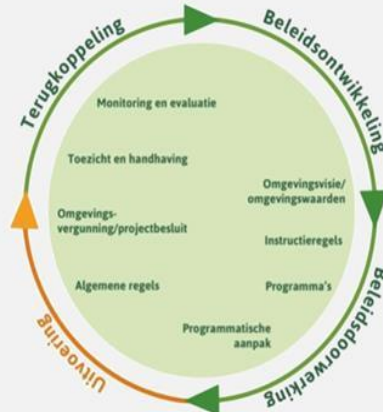 Terugkoppeling
Beleidsontwikkeling
Monitoring en evaluatie
Toezicht en handhaving
Omgevingsvisie/
omgevingswaarden
Omgevings-
vergunning/projectbesluit
Instructieregels
Algemene regels
Programma's
Programmatische
aanpak
Uitvoering
Beleidsdoorwerking